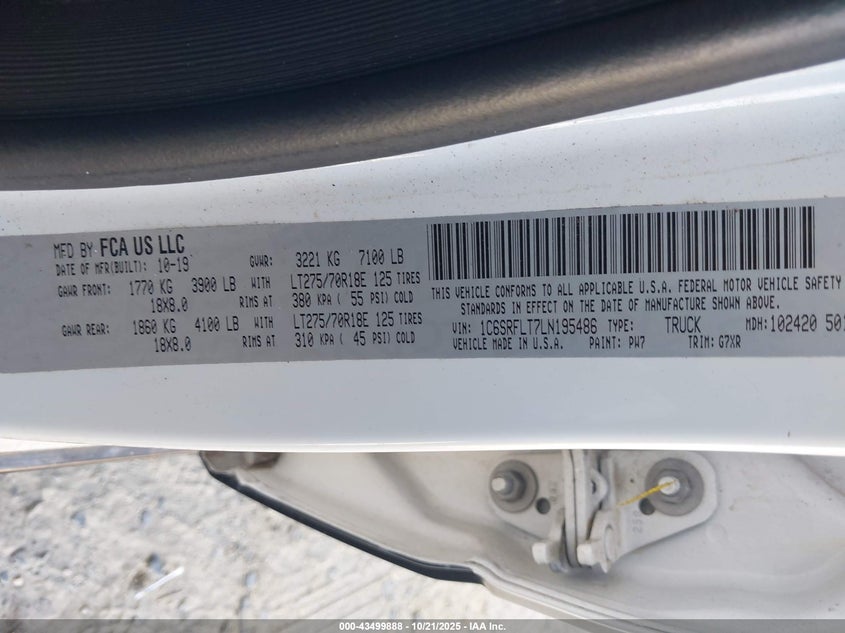 MFD BY FCA US LLC
DATE OF MFR(BUILT): 10-19 GVWR: 3221 KG 7100 LB
GAWR FRONT: 1770 KG 3900 LB WITH LT275/70R18E 125 TIRES
18X8.0 RIMS AT 380 KPA ( 55 PSI) COLD
GAWR REAR: 1860 KG 4100 LB WITH LT275/70R18E 125 TIRES
18X8.0 RIMS AT 310 KPA ( 45 PSI) COLD
THIS VEHICLE CONFORMS TO ALL APPLICABLE U.S.A. FEDERAL MOTOR VEHICLE SAFETY
STANDARDS IN EFFECT ON THE DATE OF MANUFACTURE SHOWN ABOVE.
VIN: 1C6SRFLT7LN195486 TYPE: TRUCK MDH: 102420 501
VEHICLE MADE IN U.S.A. PAINT: PW7 TRIM: G7XR
000-43499888 - 10/21/2025 - IAA Inc.